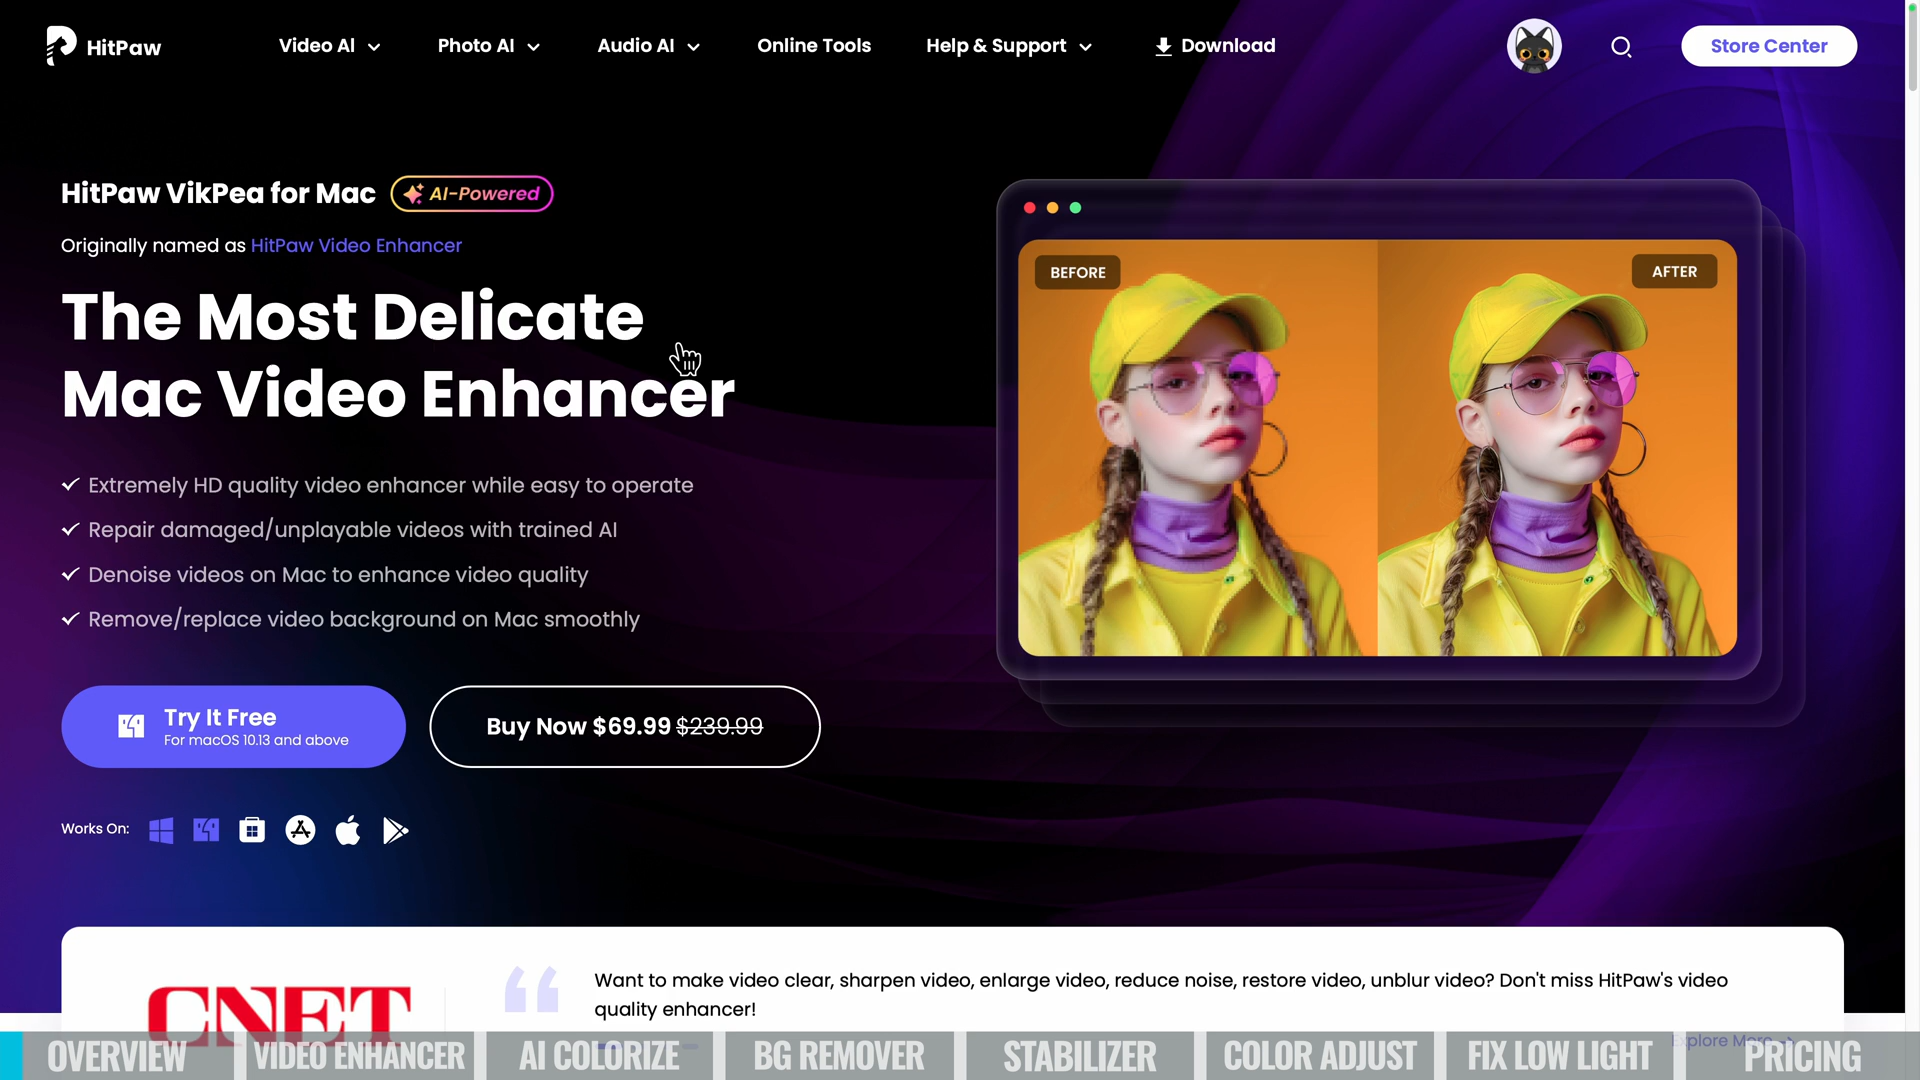 HitPaw
Video AI
Photo AI
Audio AI
Online Tools
Help & Support
Download
Store Center
HitPaw VikPea for Mac
AI-Powered
Originally named as HitPaw Video Enhancer
The Most Delicate
Mac Video Enhancer
Extremely HD quality video enhancer while easy to operate
Repair damaged/unplayable videos with trained AI
Denoise videos on Mac to enhance video quality
Remove/replace video background on Mac smoothly
Try It Free
For macOS 10.13 and above
Buy Now $69.99 $239.99
Works On:
BEFORE
AFTER
CNET
Want to make video clear, sharpen video, enlarge video, reduce noise, restore video, unblur video? Don't miss HitPaw's video
quality enhancer!
Explore More
OVERVIEW
VIDEO ENHANCER
AI COLORIZE
BG REMOVER
STABILIZER
COLOR ADJUST
FIX LOW LIGHT
PRICING